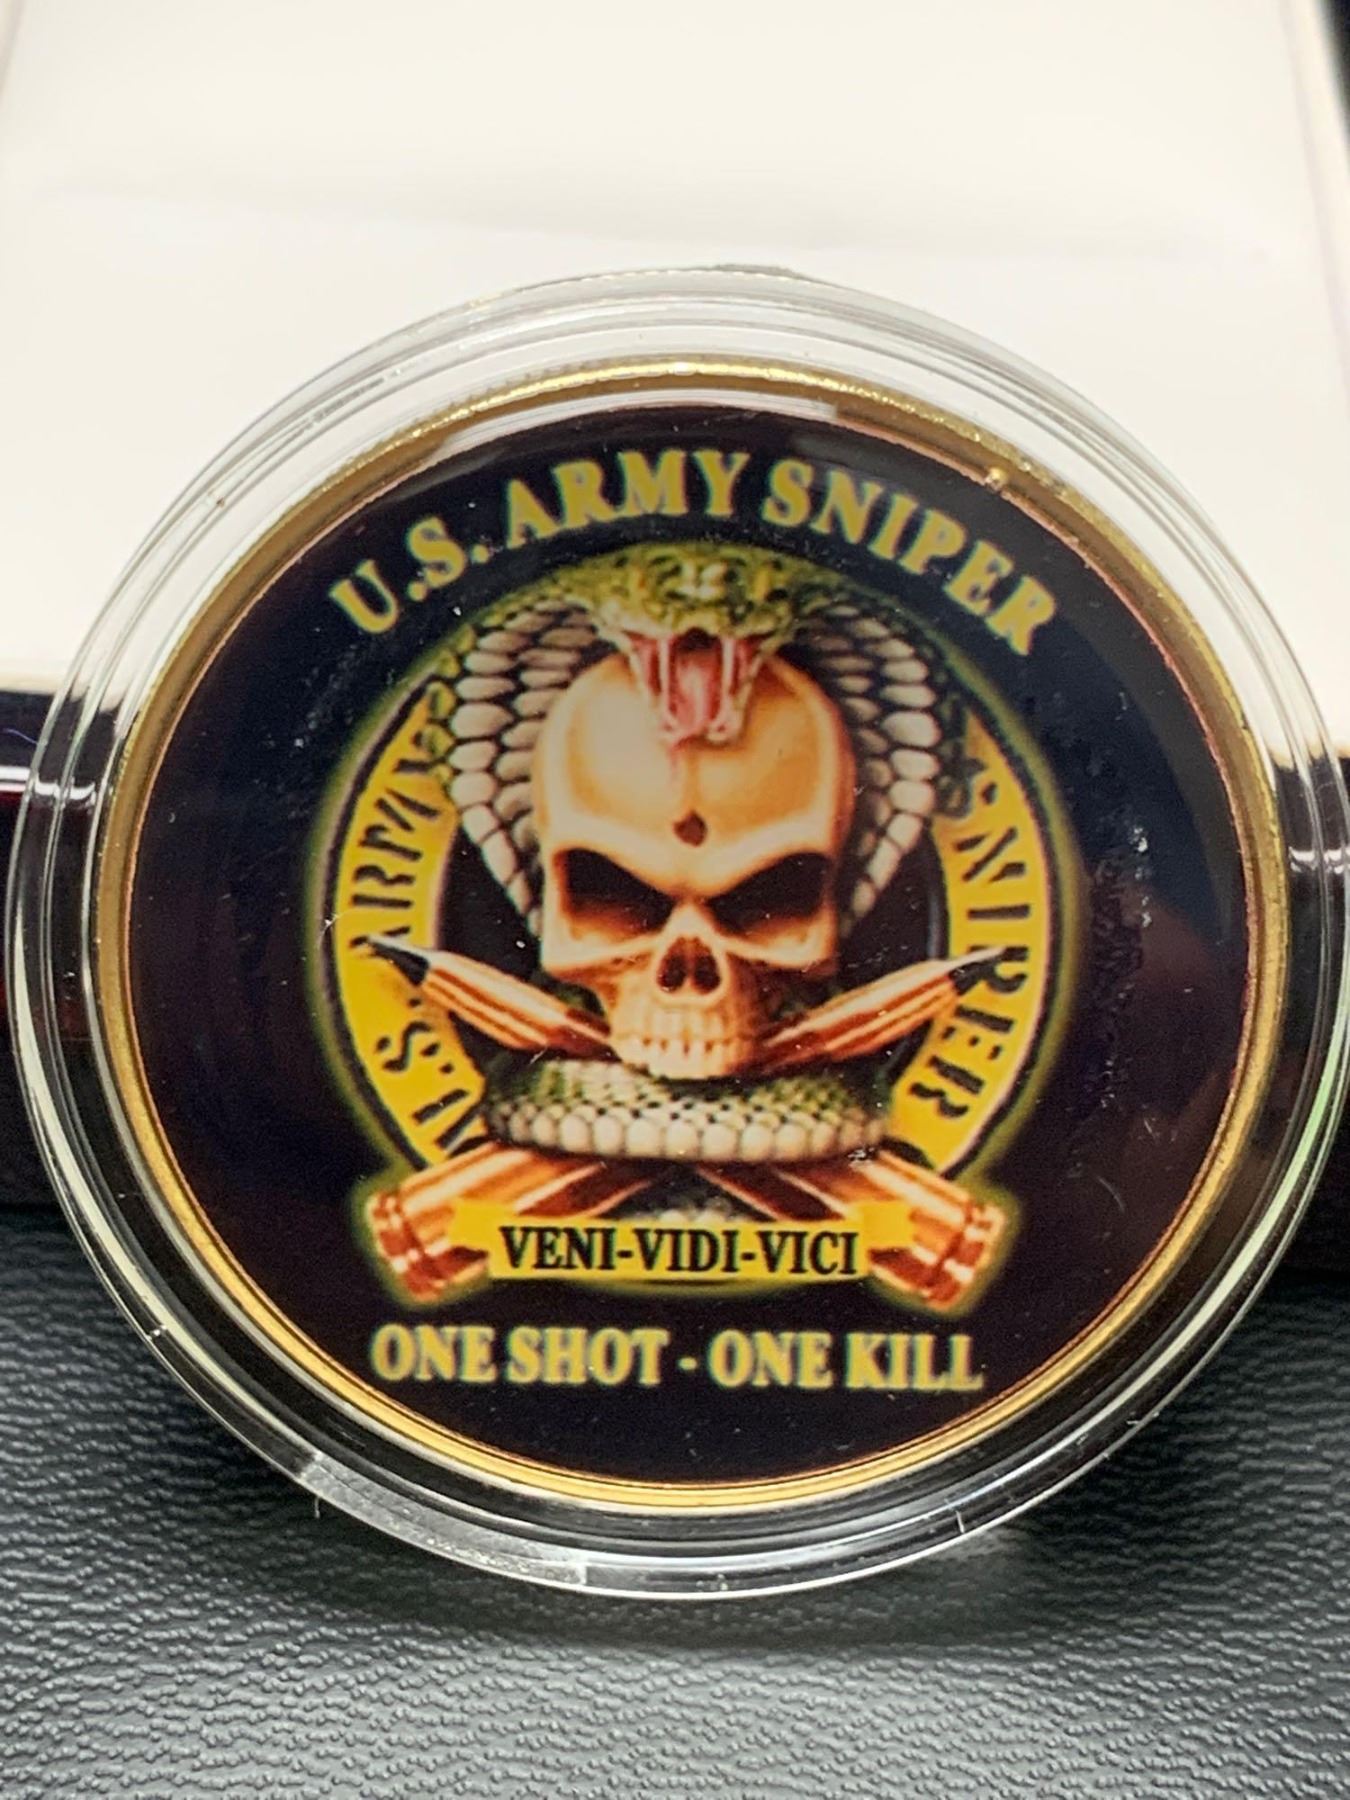 U.S. ARMY SNIPER
U.S. ARMY
SNIPER
VENI-VIDI-VICI
ONE SHOT - ONE KILL